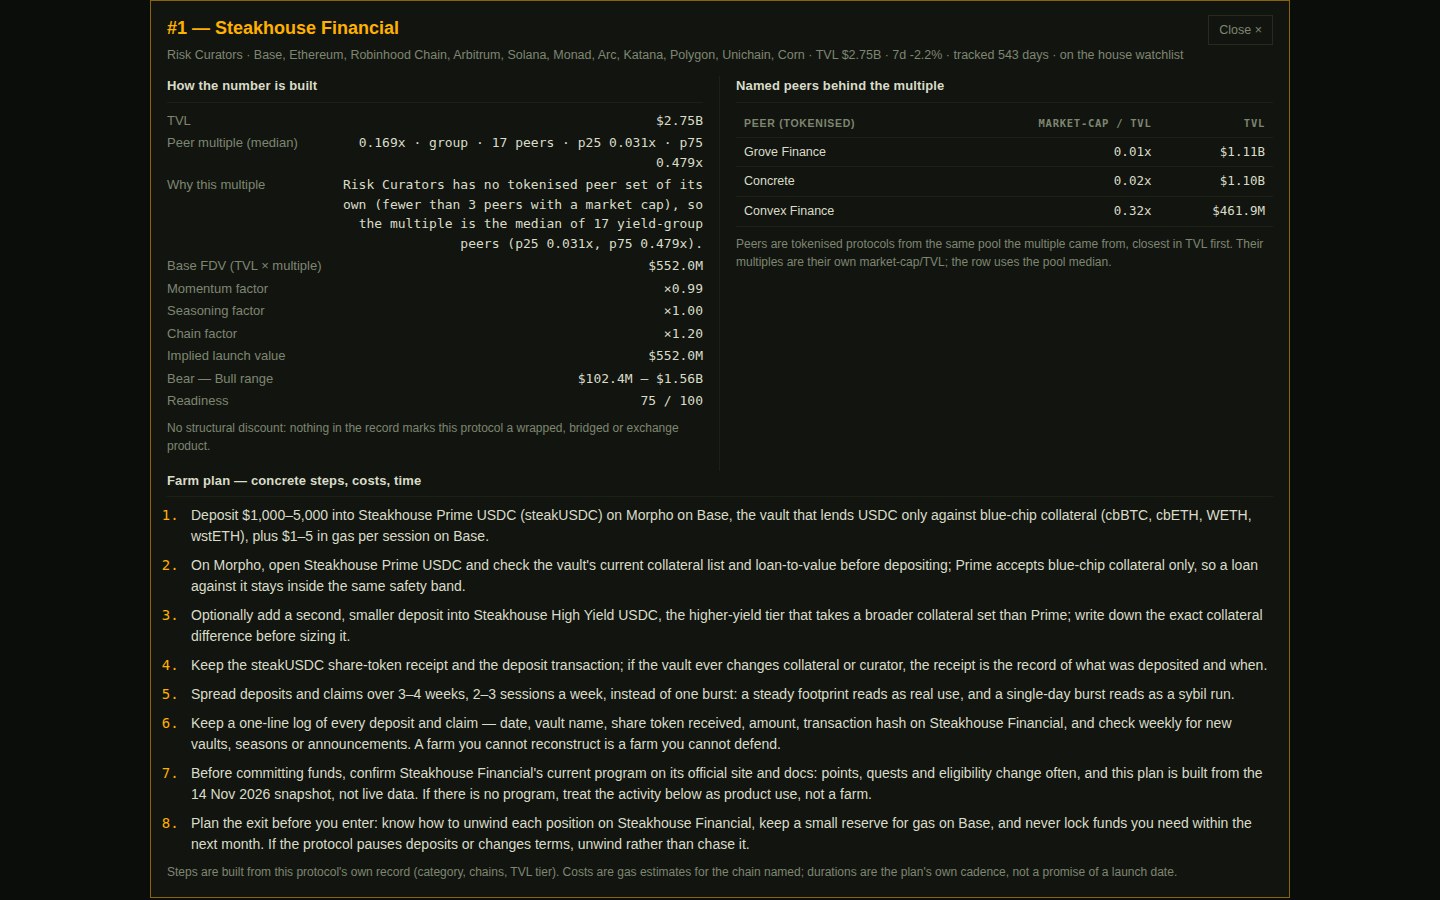 #1 — Steakhouse Financial
Close ×
Risk Curators · Base, Ethereum, Robinhood Chain, Arbitrum, Solana, Monad, Arc, Katana, Polygon, Unichain, Corn · TVL $2.75B · 7d -2.2% · tracked 543 days · on the house watchlist
How the number is built
TVL $2.75B
Peer multiple (median) 0.169x · group · 17 peers · p25 0.031x · p75
0.479x
Why this multiple Risk Curators has no tokenised peer set of its
own (fewer than 3 peers with a market cap), so
the multiple is the median of 17 yield-group
peers (p25 0.031x, p75 0.479x).
Base FDV (TVL × multiple) $552.0M
Momentum factor ×0.99
Seasoning factor ×1.00
Chain factor ×1.20
Implied launch value $552.0M
Bear — Bull range $102.4M — $1.56B
Readiness 75 / 100
No structural discount: nothing in the record marks this protocol a wrapped, bridged or exchange
product.
Named peers behind the multiple
PEER (TOKENISED) MARKET-CAP / TVL TVL
Grove Finance 0.01x $1.11B
Concrete 0.02x $1.10B
Convex Finance 0.32x $461.9M
Peers are tokenised protocols from the same pool the multiple came from, closest in TVL first. Their
multiples are their own market-cap/TVL; the row uses the pool median.
Farm plan — concrete steps, costs, time
1. Deposit $1,000–5,000 into Steakhouse Prime USDC (steakUSDC) on Morpho on Base, the vault that lends USDC only against blue-chip collateral (cbBTC, cbETH, WETH,
wstETH), plus $1–5 in gas per session on Base.
2. On Morpho, open Steakhouse Prime USDC and check the vault's current collateral list and loan-to-value before depositing; Prime accepts blue-chip collateral only, so a loan
against it stays inside the same safety band.
3. Optionally add a second, smaller deposit into Steakhouse High Yield USDC, the higher-yield tier that takes a broader collateral set than Prime; write down the exact collateral
difference before sizing it.
4. Keep the steakUSDC share-token receipt and the deposit transaction; if the vault ever changes collateral or curator, the receipt is the record of what was deposited and when.
5. Spread deposits and claims over 3–4 weeks, 2–3 sessions a week, instead of one burst: a steady footprint reads as real use, and a single-day burst reads as a sybil run.
6. Keep a one-line log of every deposit and claim — date, vault name, share token received, amount, transaction hash on Steakhouse Financial, and check weekly for new
vaults, seasons or announcements. A farm you cannot reconstruct is a farm you cannot defend.
7. Before committing funds, confirm Steakhouse Financial's current program on its official site and docs: points, quests and eligibility change often, and this plan is built from the
14 Nov 2026 snapshot, not live data. If there is no program, treat the activity below as product use, not a farm.
8. Plan the exit before you enter: know how to unwind each position on Steakhouse Financial, keep a small reserve for gas on Base, and never lock funds you need within the
next month. If the protocol pauses deposits or changes terms, unwind rather than chase it.
Steps are built from this protocol's own record (category, chains, TVL tier). Costs are gas estimates for the chain named; durations are the plan's own cadence, not a promise of a launch date.